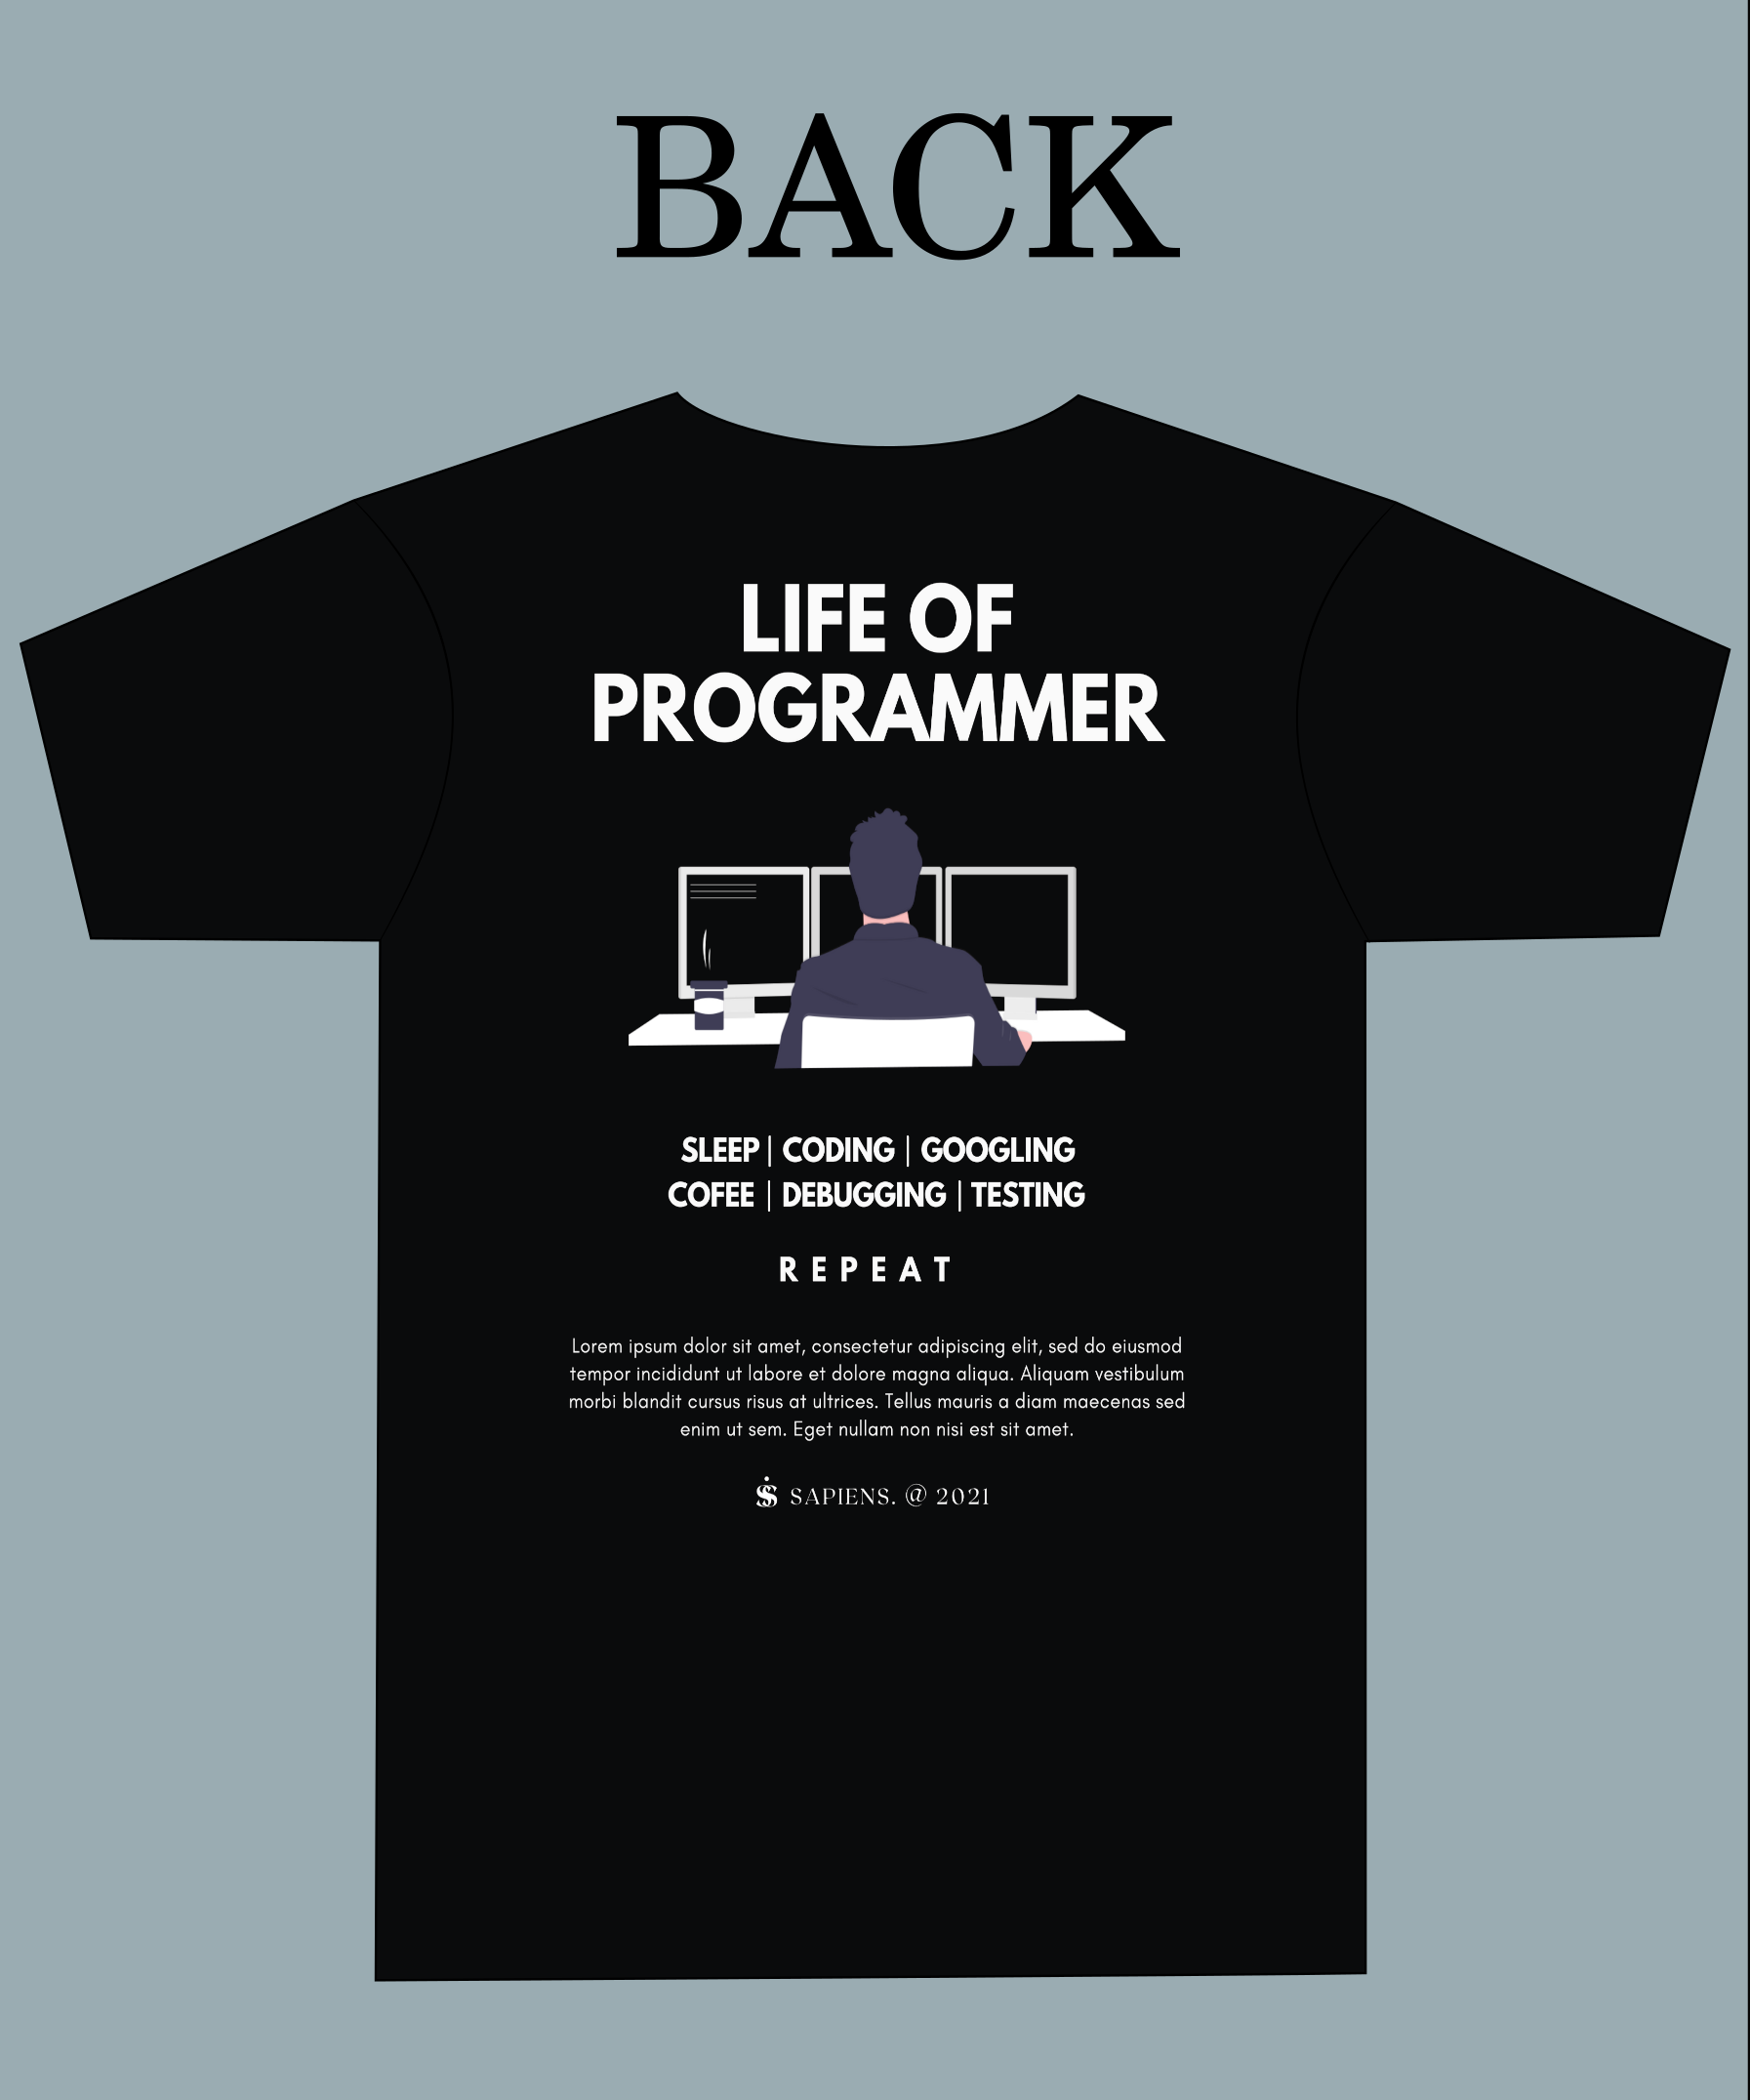 BACK
LIFE OF
PROGRAMMER
SLEEP | CODING | GOOGLING
COFEE | DEBUGGING | TESTING
REPEAT
Lorem ipsum dolor sit amet, consectetur adipiscing elit, sed do eiusmod
tempor incididunt ut labore et dolore magna aliqua. Aliquam vestibulum
morbi blandit cursus risus at ultrices. Tellus mauris a diam maecenas sed
enim ut sem. Eget nullam non nisi est sit amet.
SAPIENS. @ 2021